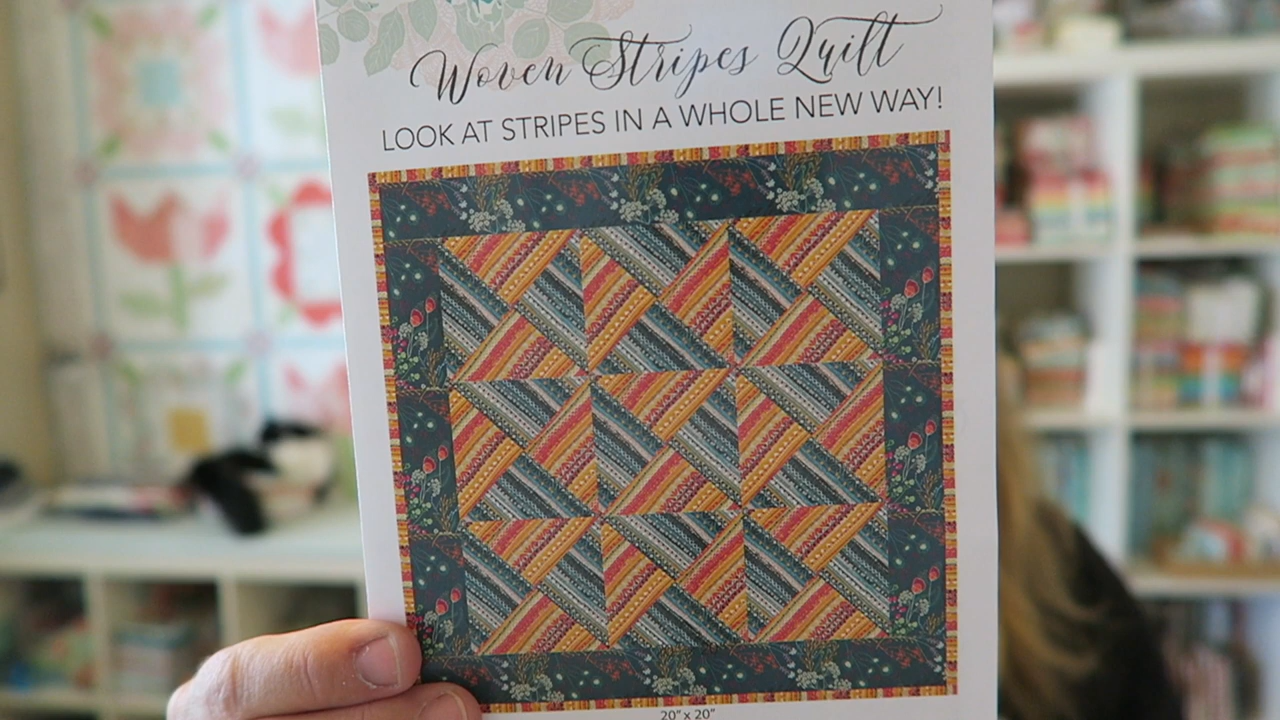 Woven Stripes Quilt
LOOK AT STRIPES IN A WHOLE NEW WAY!
20" x 20"